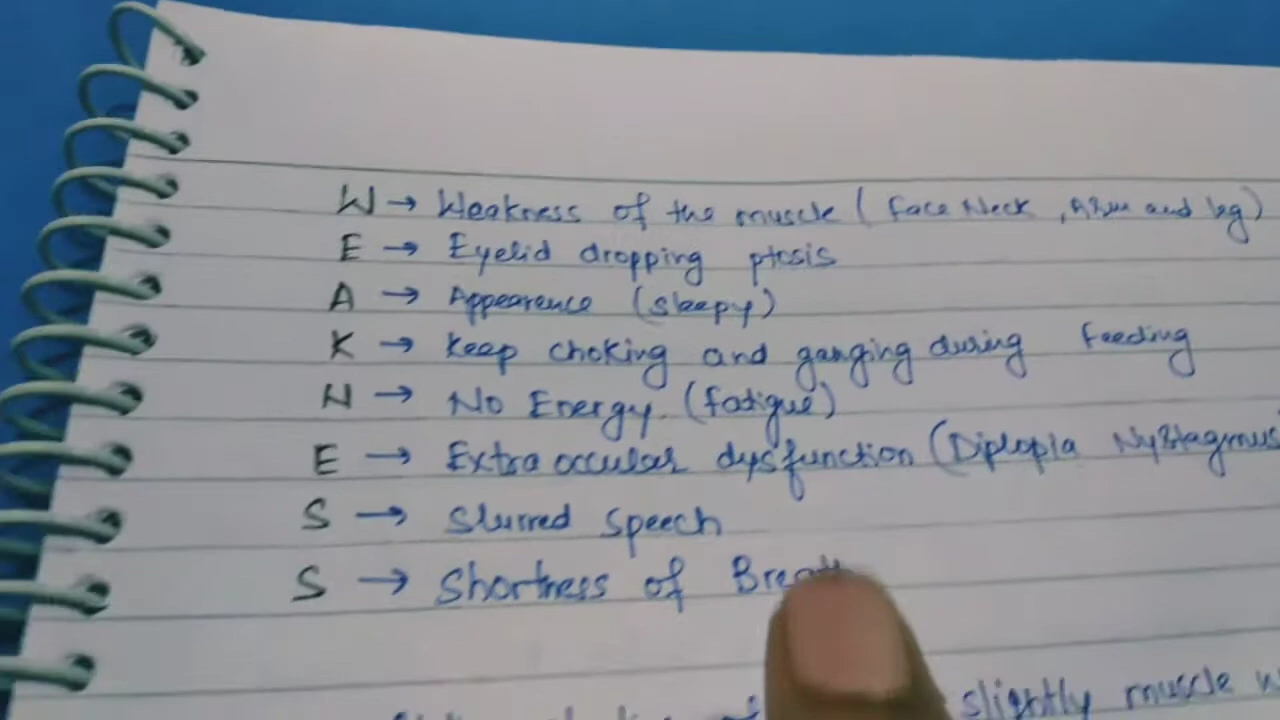 W → Weakness of the muscle (Face Neck, Arm and leg)
E → Eyelid dropping ptosis
A → Appearence (sleepy)
K → Keep choking and ganging during feeding
N → No Energy. (fatigue)
E → Extra occular dysfunction (Diplopia Nystagmus
S → Slurred speech
S → Shortness of
slightly muscle